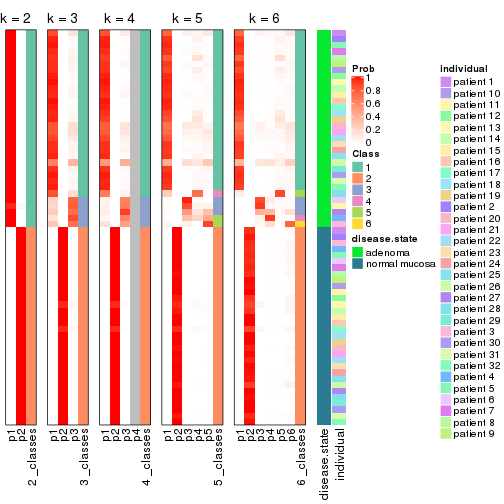 k = 2
k = 3
k = 4
k = 5
k = 6
p1
p2
2_classes
p1
p2
p3
3_classes
p1
p2
p3
p4
4_classes
p1
p2
p3
p4
p5
5_classes
p1
p2
p3
p4
p5
p6
6_classes
disease.state
individual
Prob
1
0.8
0.6
0.4
0.2
0
Class
1
2
3
4
5
6
disease.state
adenoma
normal mucosa
individual
patient 1
patient 10
patient 11
patient 12
patient 13
patient 14
patient 15
patient 16
patient 17
patient 18
patient 19
patient 2
patient 20
patient 21
patient 22
patient 23
patient 24
patient 25
patient 26
patient 27
patient 28
patient 29
patient 3
patient 30
patient 31
patient 32
patient 4
patient 5
patient 6
patient 7
patient 8
patient 9